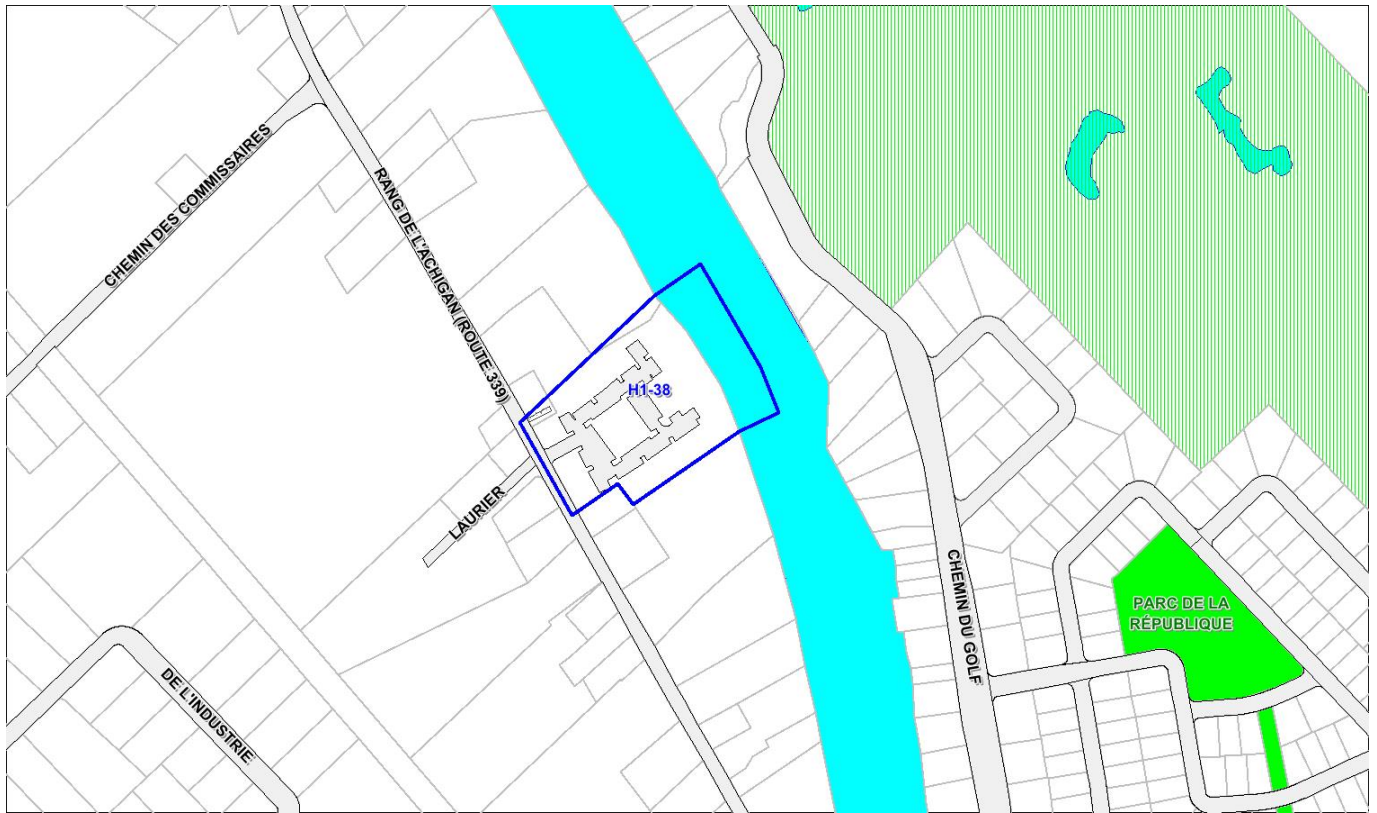 CHEMIN DES COMMISSAIRES
RANG DE L'ACHIGAN (ROUTE 339)
H1-38
LAURIER
CHEMIN DU GOLF
PARC DE LA
RÉPUBLIQUE
DE L'INDUSTRIE